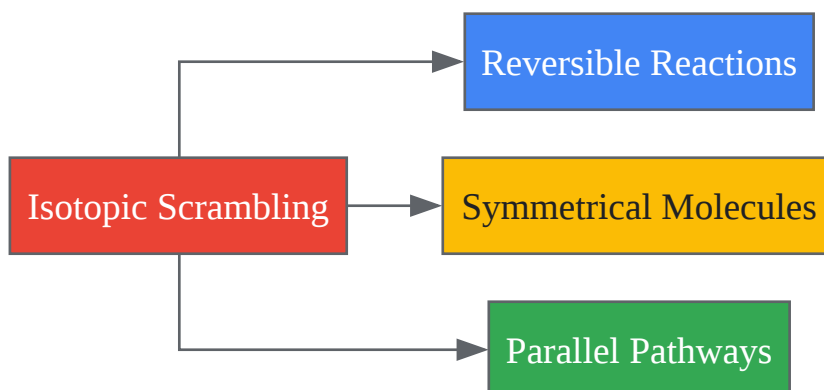 Reversible Reactions
Isotopic Scrambling
Symmetrical Molecules
Parallel Pathways